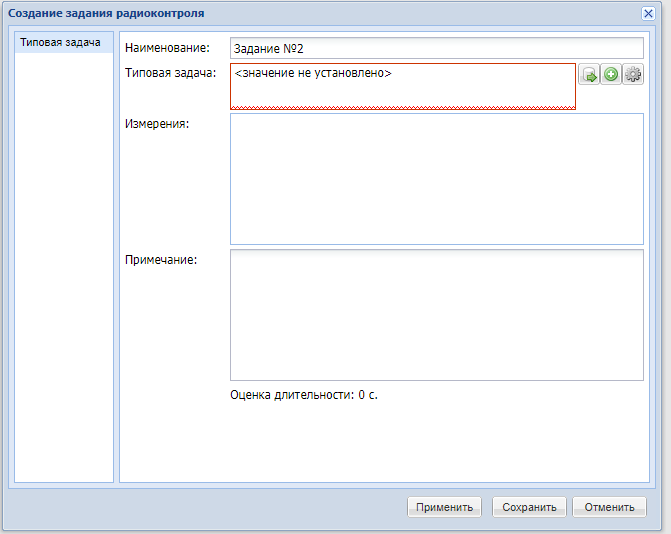 Создание задания радиоконтроля
Типовая задача
Наименование: Задание №2
Типовая задача: <значение не установлено>
Измерения:
Примечание:
Оценка длительности: 0 с.
Применить Сохранить Отменить